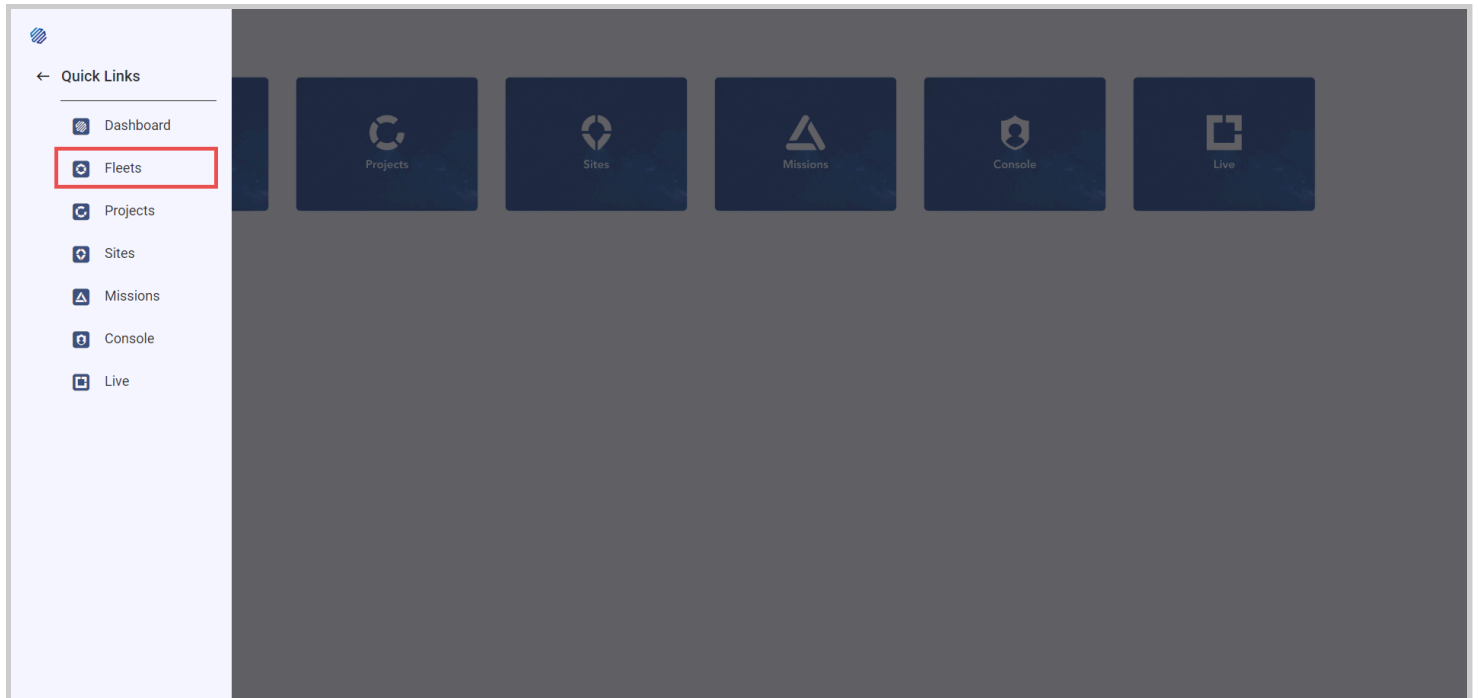 Quick Links
Dashboard
Fleets
Projects
Sites
Missions
Console
Live
Projects
Sites
Missions
Console
Live